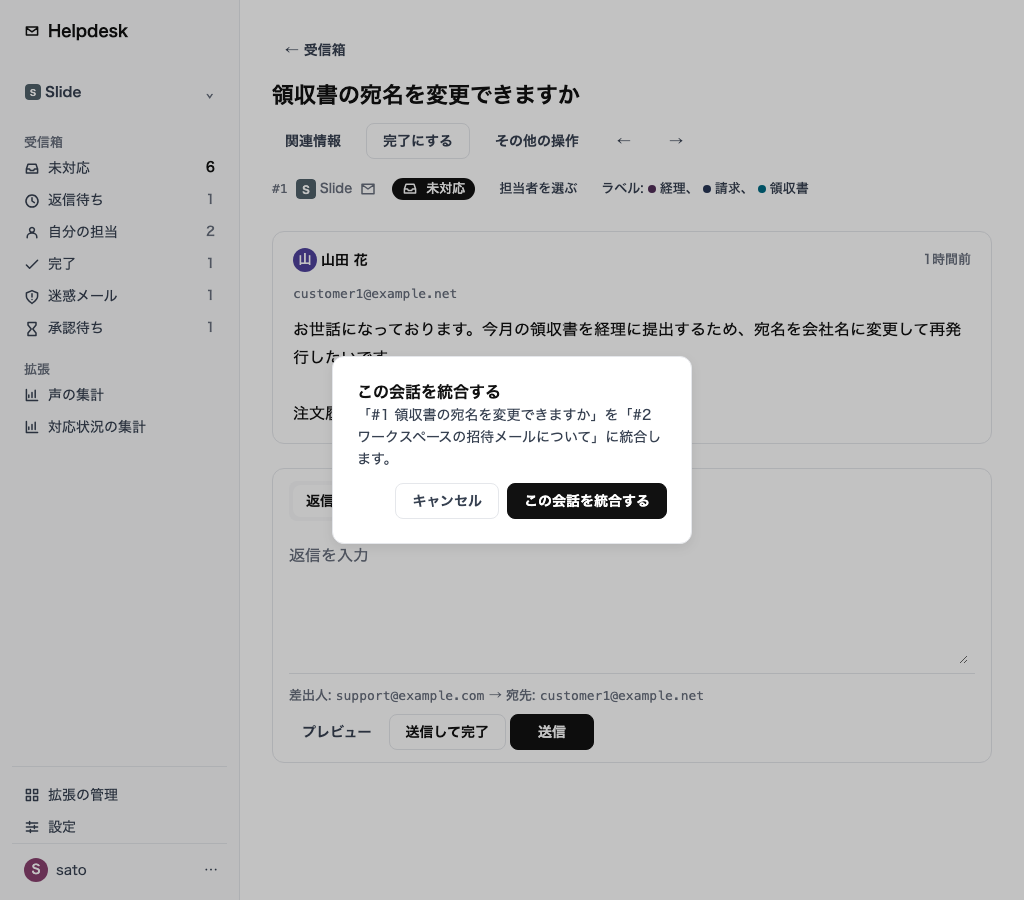 Helpdesk
S Slide
受信箱
未対応 6
返信待ち 1
自分の担当 2
完了 1
迷惑メール 1
承認待ち 1
拡張
声の集計
対応状況の集計
拡張の管理
設定
S sato ⋯
← 受信箱
領収書の宛名を変更できますか
関連情報 完了にする その他の操作 ← →
#1 S Slide 未対応 担当者を選ぶ ラベル: 経理、 請求、 領収書
山 山田 花 1時間前
customer1@example.net
お世話になっております。今月の領収書を経理に提出するため、宛名を会社名に変更して再発
行したいです。
注文
この会話を統合する
「#1 領収書の宛名を変更できますか」を「#2
ワークスペースの招待メールについて」に統合し
ます。
キャンセル この会話を統合する
返信
返信を入力
差出人: support@example.com → 宛先: customer1@example.net
プレビュー 送信して完了 送信